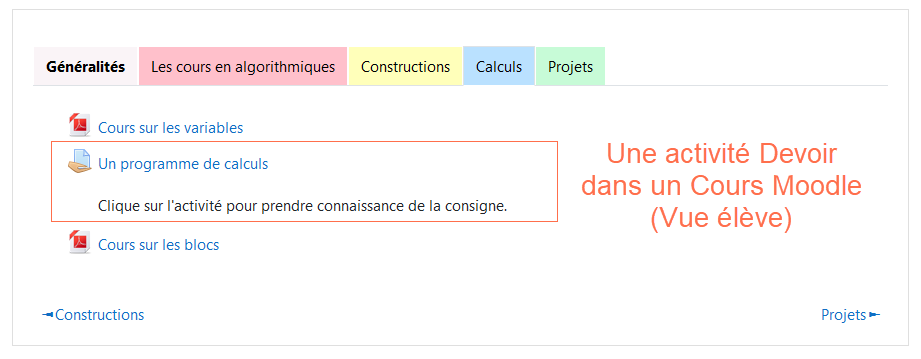 Généralités Les cours en algorithmiques Constructions Calculs Projets
Cours sur les variables
Un programme de calculs
Clique sur l'activité pour prendre connaissance de la consigne.
Cours sur les blocs
Une activité Devoir
dans un Cours Moodle
(Vue élève)
◄Constructions
Projets►